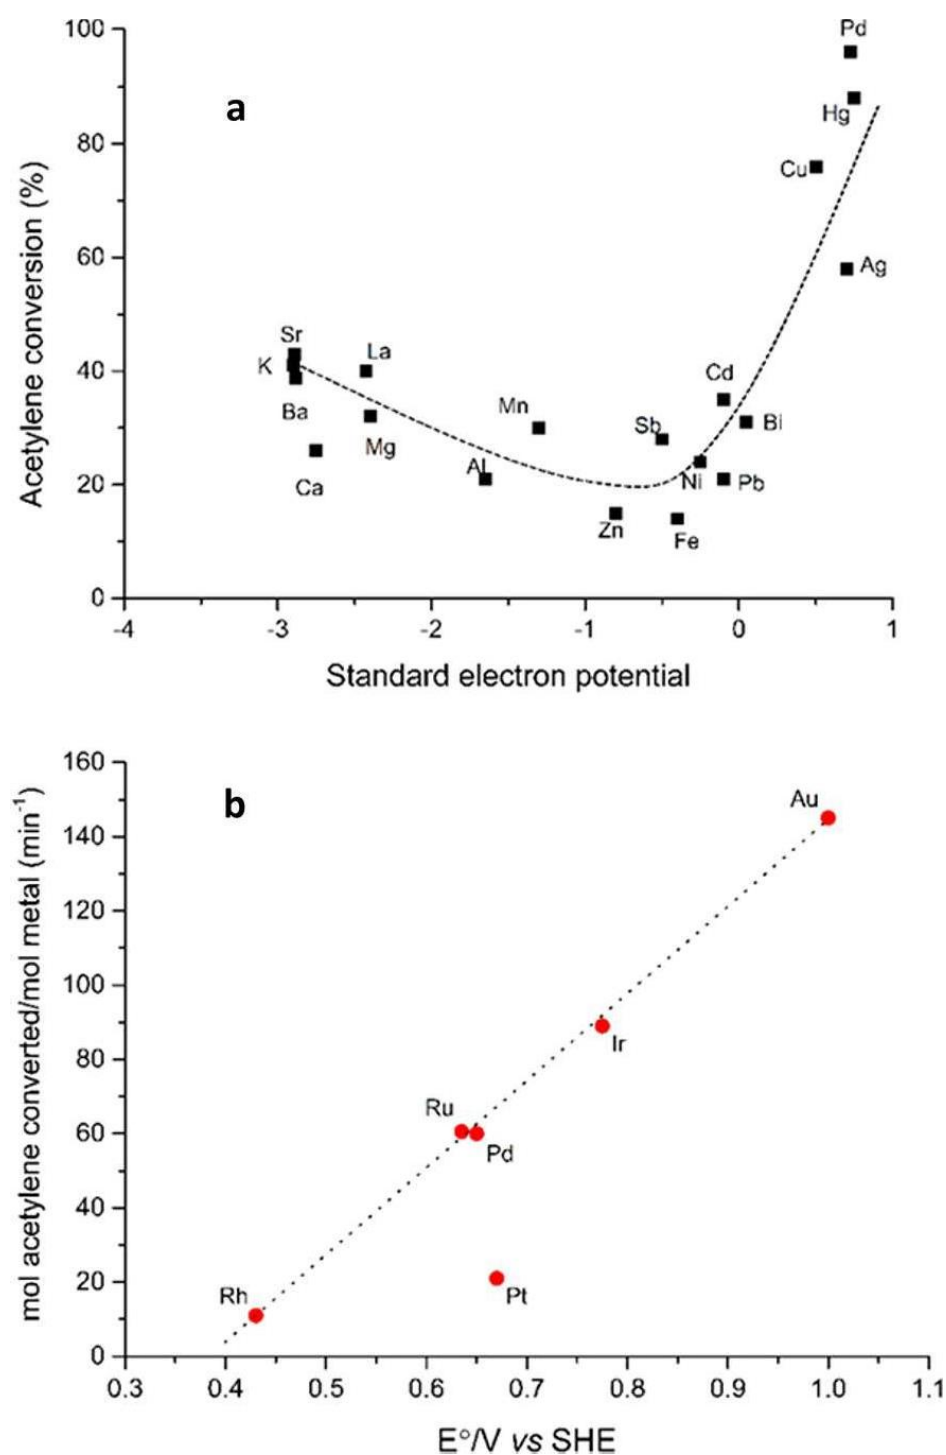 a
100
80
60
40
20
0
-4
-3
-2
-1
0
1
Acetylene conversion (%)
Standard electron potential
Pd
Hg
Cu
Ag
Sr
K
Ba
Ca
La
Mg
Mn
Al
Zn
Sb
Fe
Ni
Cd
Pb
Bi
b
160
140
120
100
80
60
40
20
0
0.3
0.4
0.5
0.6
0.7
0.8
0.9
1.0
1.1
mol acetylene converted/mol metal (min⁻¹)
E°/V vs SHE
Au
Ir
Ru
Pd
Pt
Rh